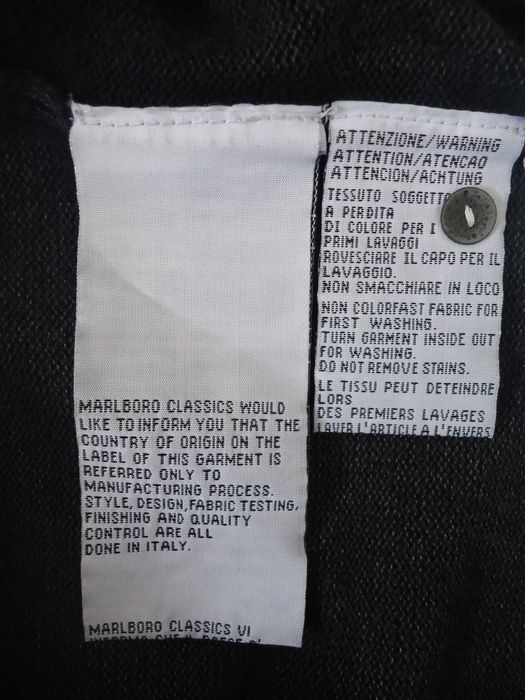 MARLBORO CLASSICS WOULD
LIKE TO INFORM YOU THAT THE
COUNTRY OF ORIGIN ON THE
LABEL OF THIS GARMENT IS
REFERRED ONLY TO
MANUFACTURING PROCESS.
STYLE, DESIGN, FABRIC TESTING,
FINISHING AND QUALITY
CONTROL ARE ALL
DONE IN ITALY.
MARLBORO CLASSICS VI
ATTENZIONE/WARNING
ATTENTION/ATENCAO
ATTENCION/ACHTUNG
TESSUTO SOGGETTO
A PERDITA
DI COLORE PER I
PRIMI LAVAGGI
ROVESCIARE IL CAPO PER IL
LAVAGGIO.
NON SMACCHIARE IN LOCO
NON COLORFAST FABRIC FOR
FIRST WASHING.
TURN GARMENT INSIDE OUT
FOR WASHING.
DO NOT REMOVE STAINS.
LE TISSU PEUT DETEINDRE
LORS
DES PREMIERS LAVAGES
LAVER L'ARTICLE A L'ENVERS